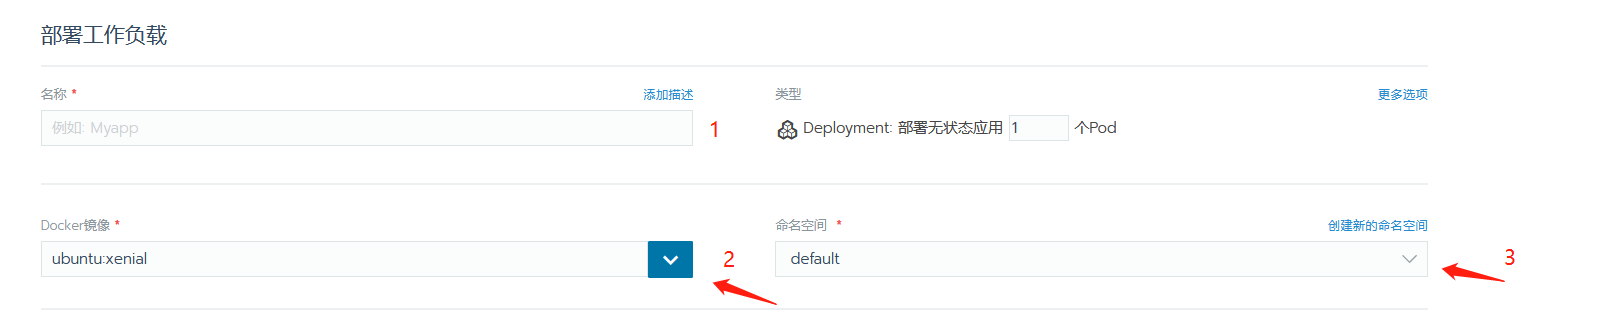 部署工作负载
名称 * 添加描述 类型 更多选项
例如: Myapp 1 Deployment: 部署无状态应用 1 个Pod
Docker镜像 * 命名空间 * 创建新的命名空间
ubuntu:xenial 2 default 3